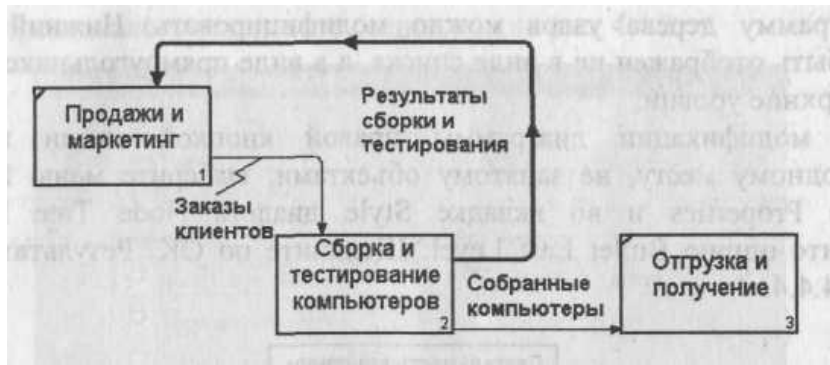 Продажи и
маркетинг
1
Заказы
клиентов
Результаты
сборки и
тестирования
Сборка и
тестирование
компьютеров
2
Собранные
компьютеры
Отгрузка и
получение
3